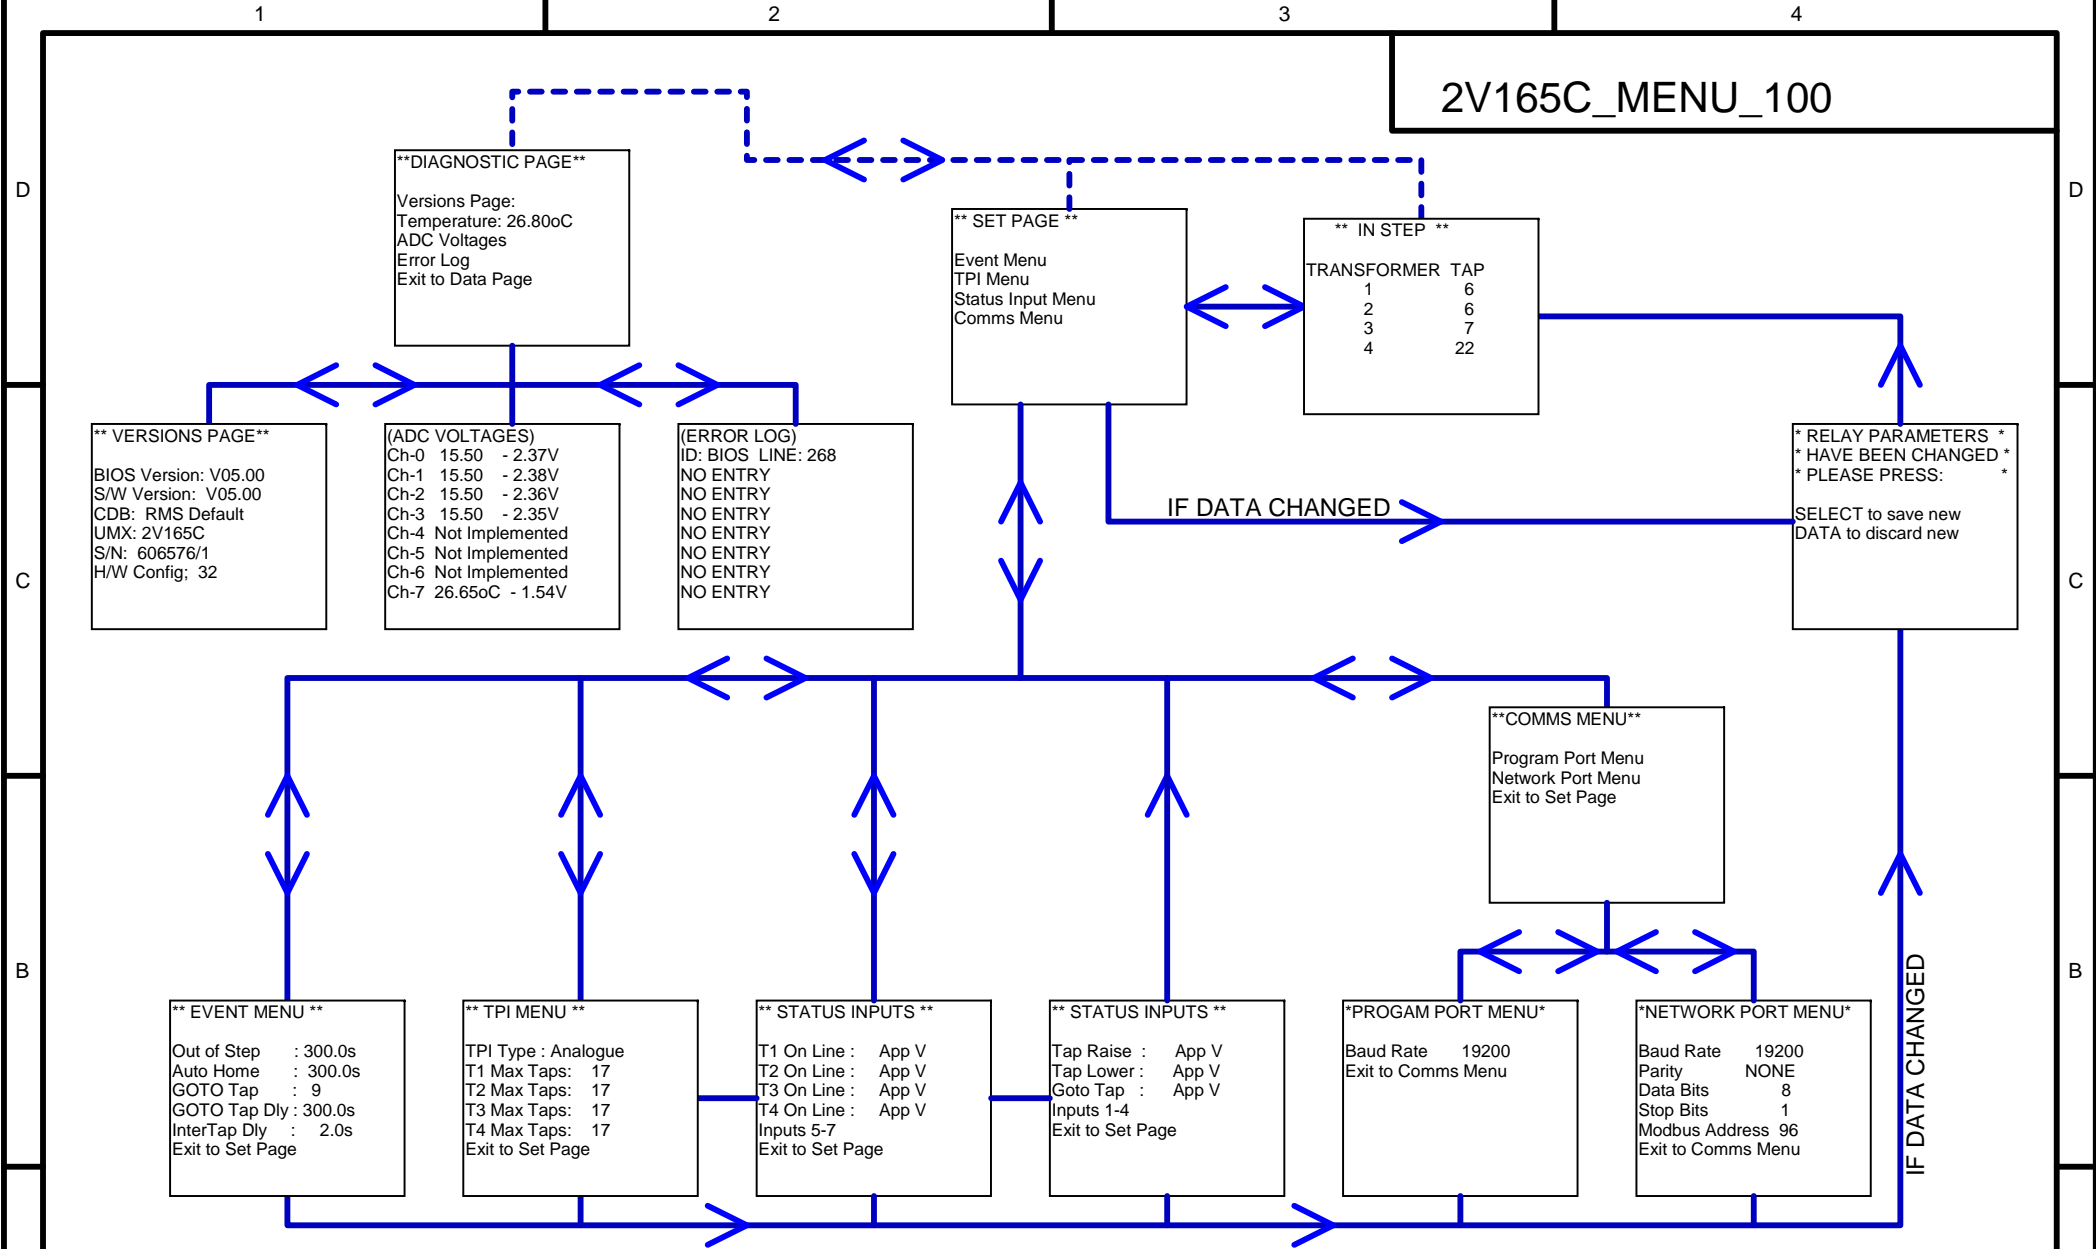 1
2
3
4
2V165C_MENU_100
D
D
**DIAGNOSTIC PAGE**
Versions Page:
Temperature: 26.80oC
ADC Voltages
Error Log
Exit to Data Page
** SET PAGE **
Event Menu
TPI Menu
Status Input Menu
Comms Menu
** IN STEP **
TRANSFORMER TAP
1 6
2 6
3 7
4 22
** VERSIONS PAGE**
BIOS Version: V05.00
S/W Version: V05.00
CDB: RMS Default
UMX: 2V165C
S/N: 606576/1
H/W Config; 32
(ADC VOLTAGES)
Ch-0 15.50 - 2.37V
Ch-1 15.50 - 2.38V
Ch-2 15.50 - 2.36V
Ch-3 15.50 - 2.35V
Ch-4 Not Implemented
Ch-5 Not Implemented
Ch-6 Not Implemented
Ch-7 26.65oC - 1.54V
(ERROR LOG)
ID: BIOS LINE: 268
NO ENTRY
NO ENTRY
NO ENTRY
NO ENTRY
NO ENTRY
NO ENTRY
NO ENTRY
IF DATA CHANGED
* RELAY PARAMETERS *
* HAVE BEEN CHANGED *
* PLEASE PRESS: *
SELECT to save new
DATA to discard new
C
C
**COMMS MENU**
Program Port Menu
Network Port Menu
Exit to Set Page
B
B
** EVENT MENU **
Out of Step : 300.0s
Auto Home : 300.0s
GOTO Tap : 9
GOTO Tap Dly : 300.0s
InterTap Dly : 2.0s
Exit to Set Page
** TPI MENU **
TPI Type : Analogue
T1 Max Taps: 17
T2 Max Taps: 17
T3 Max Taps: 17
T4 Max Taps: 17
Exit to Set Page
** STATUS INPUTS **
T1 On Line : App V
T2 On Line : App V
T3 On Line : App V
T4 On Line : App V
Inputs 5-7
Exit to Set Page
** STATUS INPUTS **
Tap Raise : App V
Tap Lower : App V
Goto Tap : App V
Inputs 1-4
Exit to Set Page
*PROGAM PORT MENU*
Baud Rate 19200
Exit to Comms Menu
*NETWORK PORT MENU*
Baud Rate 19200
Parity NONE
Data Bits 8
Stop Bits 1
Modbus Address 96
Exit to Comms Menu
IF DATA CHANGED